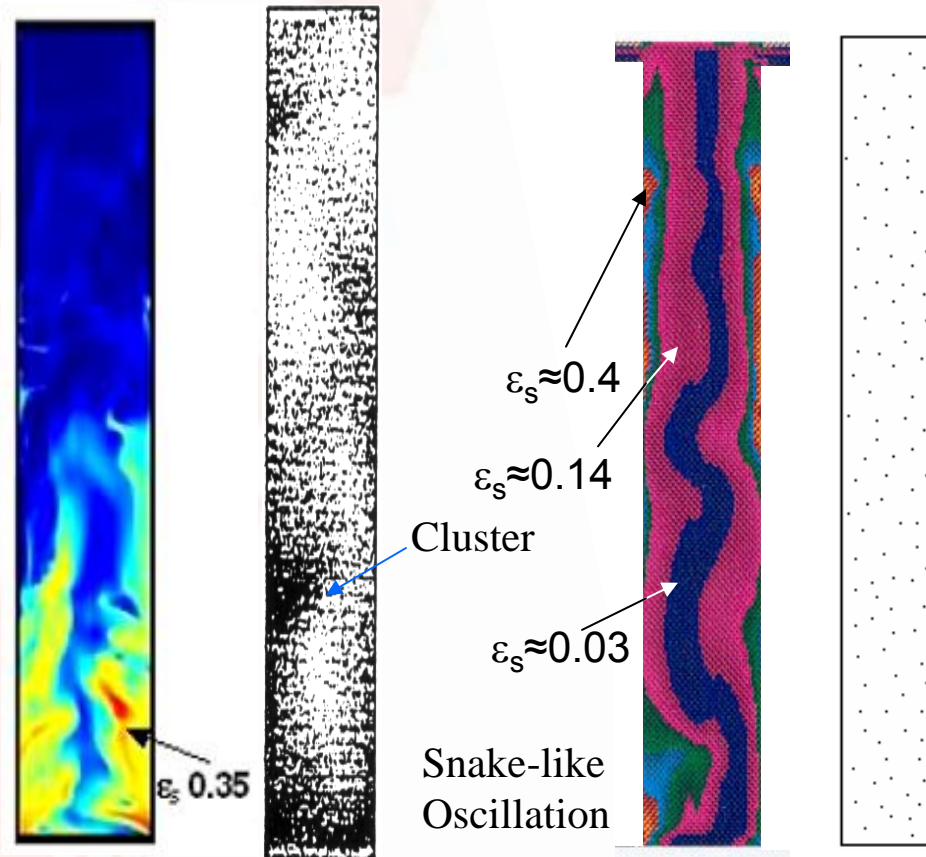 εs≈0.4
εs≈0.14
Cluster
εs≈0.03
εs 0.35
Snake-like
Oscillation